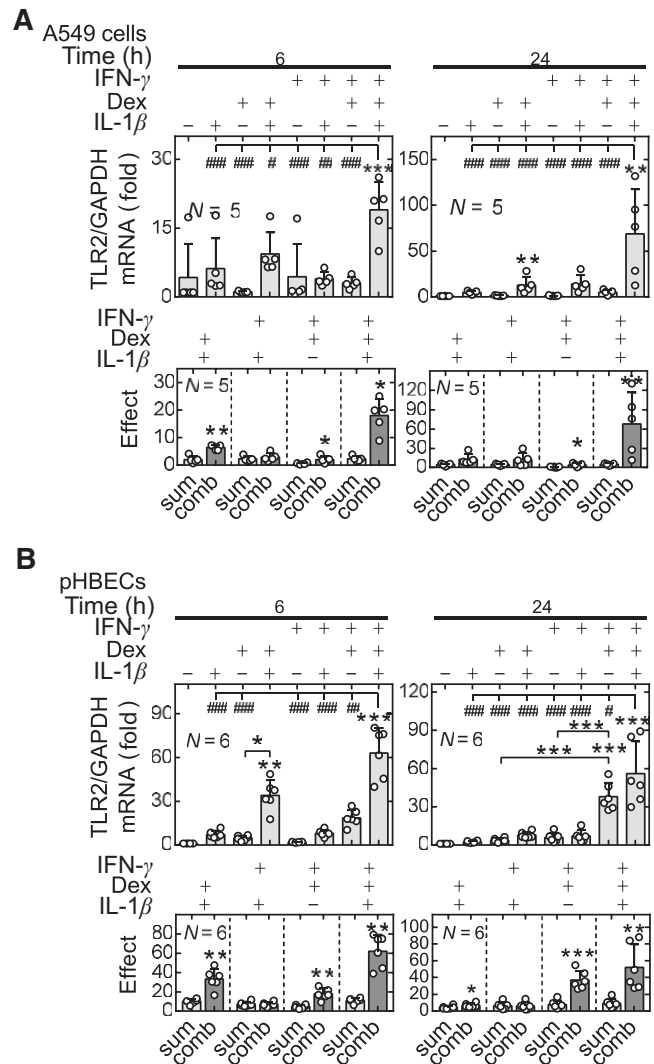 A
A549 cells
Time (h) 6 24
IFN-γ + + + + + + + +
Dex + + + + + + + +
IL-1β − + + + + + + + +
TLR2/GAPDH
mRNA (fold)
30
15
0
### ### # ### ## ### ***
N = 5
150
100
50
0
### ### ### ### ### ### **
**
N = 5
IFN-γ + + + + + +
Dex + + + + + +
IL-1β + + − + + + − +
Effect
30
20
10
0
N = 5
** * *
120
90
60
30
0
N = 5
* **
sum comb sum comb sum comb sum comb
sum comb sum comb sum comb sum comb
B
pHBECs
Time (h) 6 24
IFN-γ + + + + + + + +
Dex + + + + + + + +
IL-1β − + + + + + + + +
TLR2/GAPDH
mRNA (fold)
90
60
30
0
### ### ### ### ## ***
N = 6
*
**
120
90
60
30
0
### ### ### ### ### # ***
N = 6
***
*** ***
IFN-γ + + + + + +
Dex + + + + + +
IL-1β + + − + + + − +
Effect
80
60
40
20
0
N = 6
** ** **
100
80
60
40
20
0
N = 6
* *** **
sum comb sum comb sum comb sum comb
sum comb sum comb sum comb sum comb